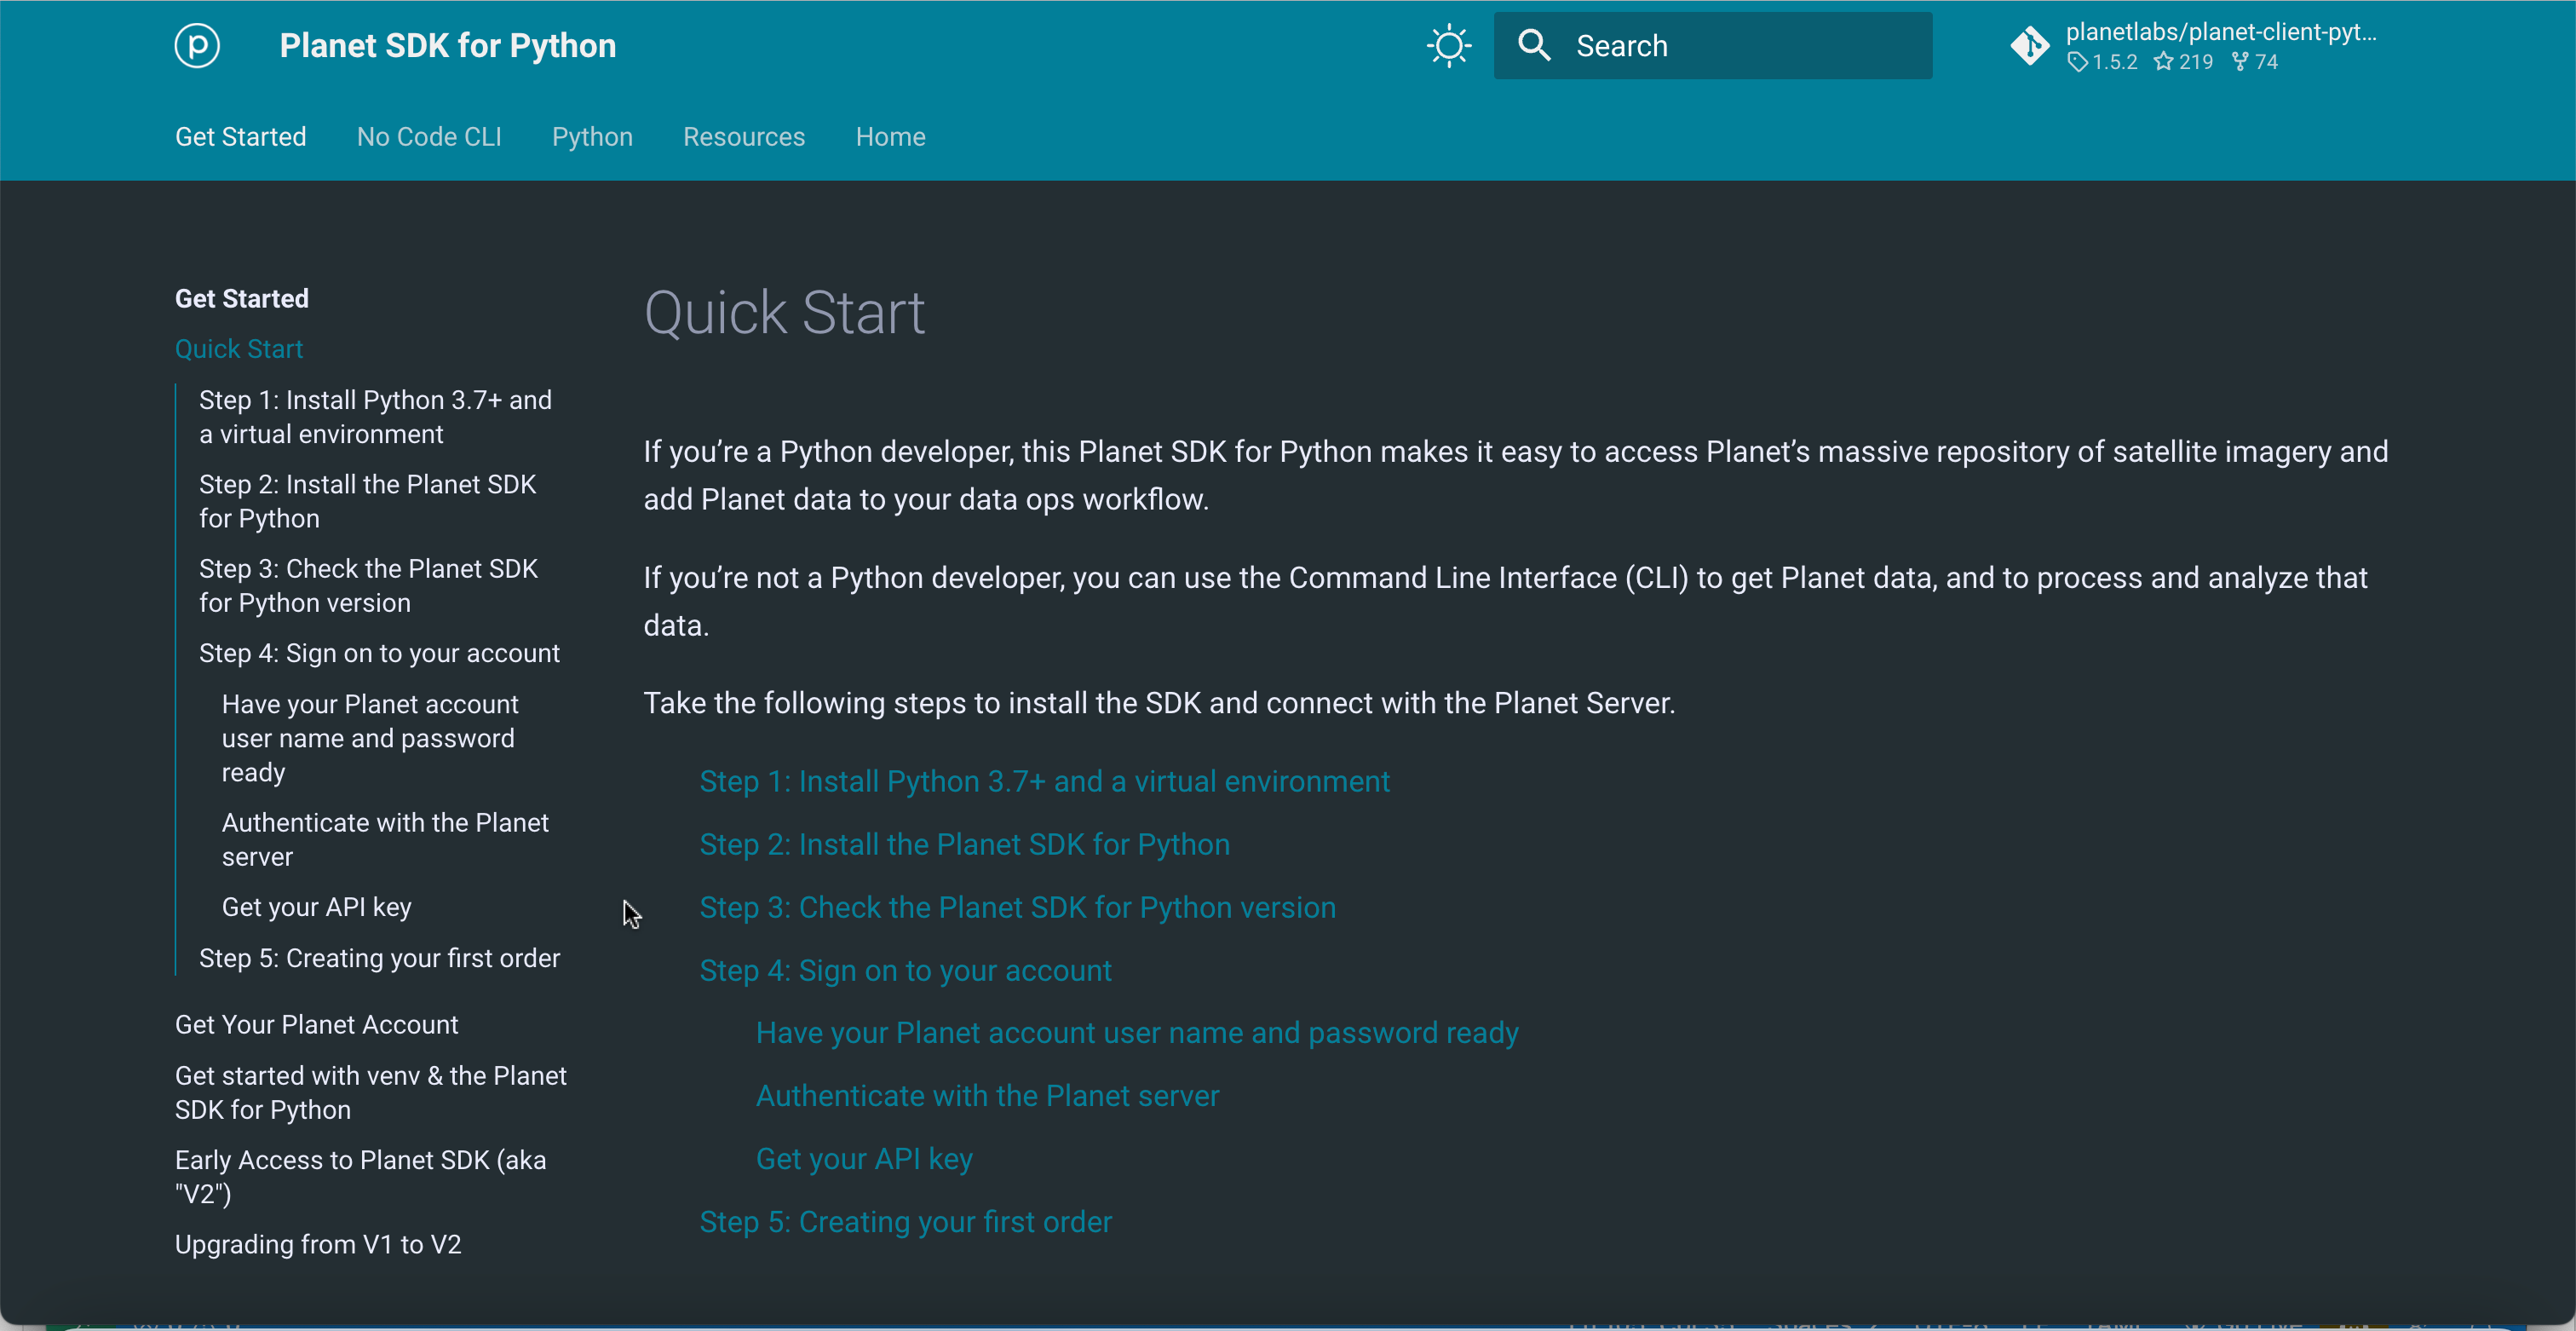 Planet SDK for Python
Search
planetlabs/planet-client-pyt...
1.5.2 219 74
Get Started No Code CLI Python Resources Home
Get Started
Quick Start
Step 1: Install Python 3.7+ and
a virtual environment
Step 2: Install the Planet SDK
for Python
Step 3: Check the Planet SDK
for Python version
Step 4: Sign on to your account
Have your Planet account
user name and password
ready
Authenticate with the Planet
server
Get your API key
Step 5: Creating your first order
Get Your Planet Account
Get started with venv & the Planet
SDK for Python
Early Access to Planet SDK (aka
"V2")
Upgrading from V1 to V2
Quick Start
If you’re a Python developer, this Planet SDK for Python makes it easy to access Planet’s massive repository of satellite imagery and
add Planet data to your data ops workflow.
If you’re not a Python developer, you can use the Command Line Interface (CLI) to get Planet data, and to process and analyze that
data.
Take the following steps to install the SDK and connect with the Planet Server.
Step 1: Install Python 3.7+ and a virtual environment
Step 2: Install the Planet SDK for Python
Step 3: Check the Planet SDK for Python version
Step 4: Sign on to your account
Have your Planet account user name and password ready
Authenticate with the Planet server
Get your API key
Step 5: Creating your first order